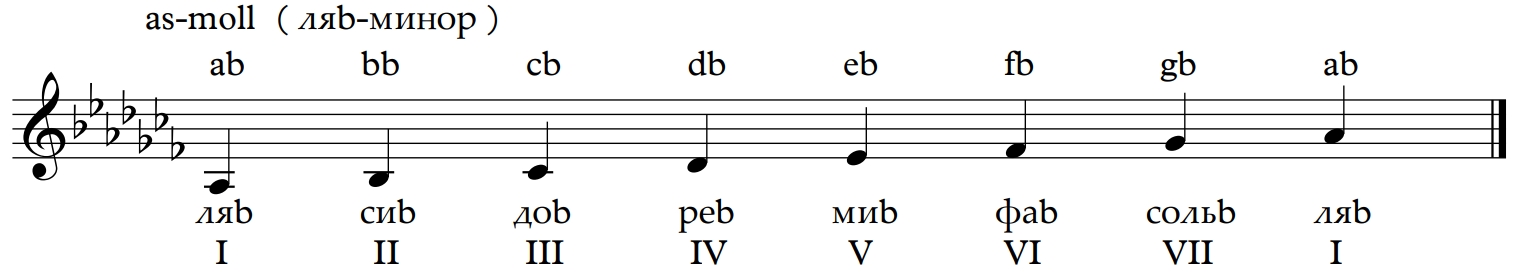 as-moll ( ляb-минор )
ab bb cb db eb fb gb ab
ляb сиb доb реb миb фаb сольb ляb
I II III IV V VI VII I